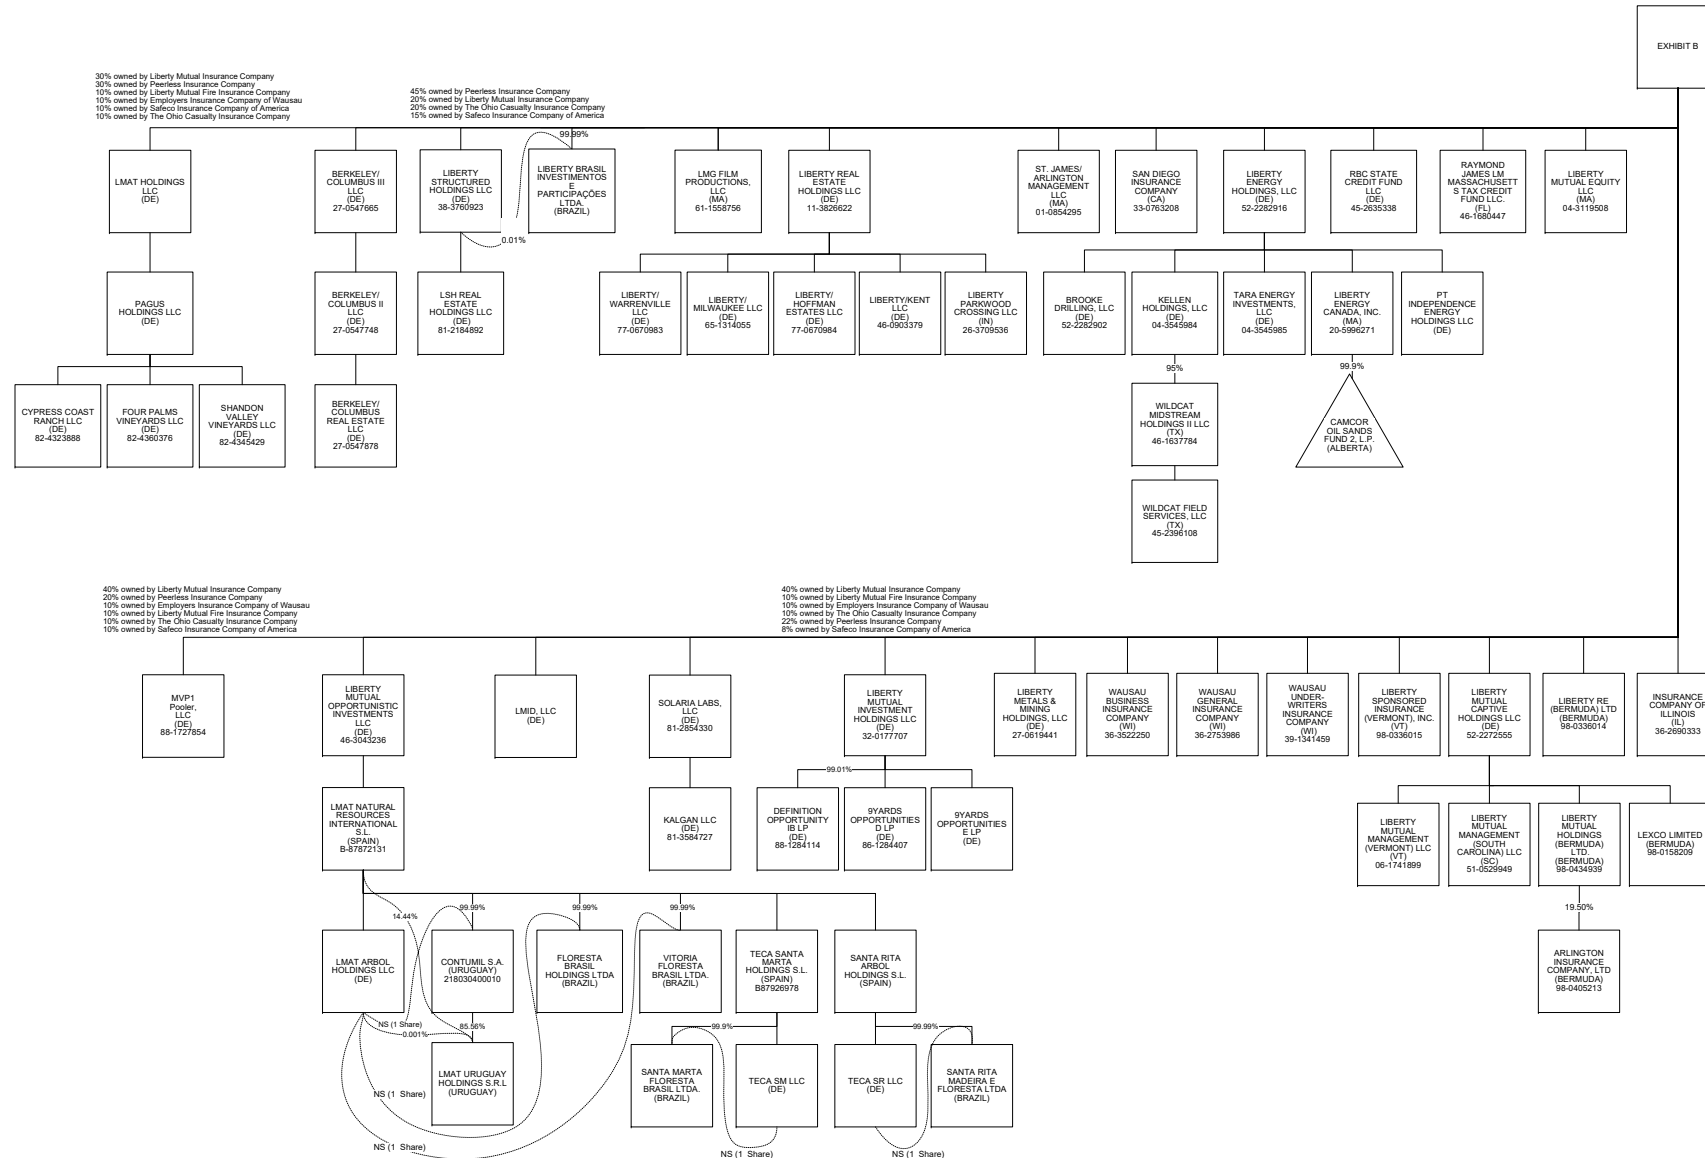 EXHIBIT B
30% owned by Liberty Mutual Insurance Company
30% owned by Peerless Insurance Company
10% owned by Liberty Mutual Fire Insurance Company
10% owned by Employers Insurance Company of Wausau
10% owned by Safeco Insurance Company of America
10% owned by The Ohio Casualty Insurance Company
45% owned by Peerless Insurance Company
20% owned by Liberty Mutual Insurance Company
20% owned by The Ohio Casualty Insurance Company
15% owned by Safeco Insurance Company of America
99.99%
LMAT HOLDINGS
LLC
(DE)
BERKELEY/
COLUMBUS III
LLC
(DE)
27-0547665
LIBERTY
STRUCTURED
HOLDINGS LLC
(DE)
38-3760923
LIBERTY BRASIL
INVESTIMENTOS
E
PARTICIPAÇÕES
LTDA.
(BRAZIL)
LMG FILM
PRODUCTIONS,
LLC
(MA)
61-1558756
LIBERTY REAL
ESTATE
HOLDINGS LLC
(DE)
11-3826622
ST. JAMES/
ARLINGTON
MANAGEMENT
LLC
(MA)
01-0854295
SAN DIEGO
INSURANCE
COMPANY
(CA)
33-0763208
LIBERTY
ENERGY
HOLDINGS, LLC
(DE)
52-2282916
RBC STATE
CREDIT FUND
LLC
(DE)
45-2635338
RAYMOND
JAMES LM
MASSACHUSETT
S TAX CREDIT
FUND LLC.
(FL)
46-1680447
LIBERTY
MUTUAL EQUITY
LLC
(MA)
04-3119508
0.01%
PAGUS
HOLDINGS LLC
(DE)
BERKELEY/
COLUMBUS II
LLC
(DE)
27-0547748
LSH REAL
ESTATE
HOLDINGS LLC
(DE)
81-2184892
LIBERTY/
WARRENVILLE
LLC
(DE)
77-0670983
LIBERTY/
MILWAUKEE LLC
(DE)
65-1314055
LIBERTY/
HOFFMAN
ESTATES LLC
(DE)
77-0670984
LIBERTY/KENT
LLC
(DE)
46-0903379
LIBERTY
PARKWOOD
CROSSING LLC
(IN)
26-3709536
BROOKE
DRILLING, LLC
(DE)
52-2282902
KELLEN
HOLDINGS, LLC
(DE)
04-3545984
TARA ENERGY
INVESTMENTS,
LLC
(DE)
04-3545985
LIBERTY
ENERGY
CANADA, INC.
(MA)
20-5996271
PT
INDEPENDENCE
ENERGY
HOLDINGS LLC
(DE)
95%
99.9%
CYPRESS COAST
RANCH LLC
(DE)
82-4323888
FOUR PALMS
VINEYARDS LLC
(DE)
82-4360376
SHANDON
VALLEY
VINEYARDS LLC
(DE)
82-4345429
BERKELEY/
COLUMBUS
REAL ESTATE
LLC
(DE)
27-0547878
WILDCAT
MIDSTREAM
HOLDINGS II LLC
(TX)
46-1637784
CAMCOR
OIL SANDS
FUND 2, L.P.
(ALBERTA)
WILDCAT FIELD
SERVICES, LLC
(TX)
45-2396108
40% owned by Liberty Mutual Insurance Company
20% owned by Peerless Insurance Company
10% owned by Employers Insurance Company of Wausau
10% owned by Liberty Mutual Fire Insurance Company
10% owned by The Ohio Casualty Insurance Company
10% owned by Safeco Insurance Company of America
40% owned by Liberty Mutual Insurance Company
10% owned by Liberty Mutual Fire Insurance Company
10% owned by Employers Insurance Company of Wausau
10% owned by The Ohio Casualty Insurance Company
22% owned by Peerless Insurance Company
8% owned by Safeco Insurance Company of America
MVP1
Pooler,
LLC
(DE)
88-1727854
LIBERTY
MUTUAL
OPPORTUNISTIC
INVESTMENTS
LLC
(DE)
46-3043236
LMID, LLC
(DE)
SOLARIA LABS,
LLC
(DE)
81-2854330
LIBERTY
MUTUAL
INVESTMENT
HOLDINGS LLC
(DE)
32-0177707
LIBERTY
METALS &
MINING
HOLDINGS, LLC
(DE)
27-0619441
WAUSAU
BUSINESS
INSURANCE
COMPANY
(WI)
36-3522250
WAUSAU
GENERAL
INSURANCE
COMPANY
(WI)
36-2753986
WAUSAU
UNDER-
WRITERS
INSURANCE
COMPANY
(WI)
39-1341459
LIBERTY
SPONSORED
INSURANCE
(VERMONT), INC.
(VT)
98-0336015
LIBERTY
MUTUAL
CAPTIVE
HOLDINGS LLC
(DE)
52-2272555
LIBERTY RE
(BERMUDA) LTD
(BERMUDA)
98-0336014
INSURANCE
COMPANY OF
ILLINOIS
(IL)
36-2690333
99.01%
LMAT NATURAL
RESOURCES
INTERNATIONAL
S.L.
(SPAIN)
B-87872131
KALGAN LLC
(DE)
81-3584727
DEFINITION
OPPORTUNITY
IB LP
(DE)
88-1284114
9YARDS
OPPORTUNITIES
D LP
(DE)
86-1284407
9YARDS
OPPORTUNITIES
E LP
(DE)
LIBERTY
MUTUAL
MANAGEMENT
(VERMONT) LLC
(VT)
06-1741899
LIBERTY
MUTUAL
MANAGEMENT
(SOUTH
CAROLINA) LLC
(SC)
51-0529949
LIBERTY
MUTUAL
HOLDINGS
(BERMUDA)
LTD.
(BERMUDA)
98-0434939
LEXCO LIMITED
(BERMUDA)
98-0158209
14.44%
99.99%
99.99%
99.99%
19.50%
LMAT ARBOL
HOLDINGS LLC
(DE)
CONTUMIL S.A.
(URUGUAY)
218030400010
FLORESTA
BRASIL
HOLDINGS LTDA
(BRAZIL)
VITORIA
FLORESTA
BRASIL LTDA.
(BRAZIL)
TECA SANTA
MARTA
HOLDINGS S.L.
(SPAIN)
B87926978
SANTA RITA
ARBOL
HOLDINGS S.L.
(SPAIN)
ARLINGTON
INSURANCE
COMPANY, LTD
(BERMUDA)
98-0405213
NS (1 Share)
0.001%
85.56%
99.9%
99.99%
LMAT URUGUAY
HOLDINGS S.R.L
(URUGUAY)
SANTA MARTA
FLORESTA
BRASIL LTDA.
(BRAZIL)
TECA SM LLC
(DE)
TECA SR LLC
(DE)
SANTA RITA
MADEIRA E
FLORESTA LTDA
(BRAZIL)
NS (1 Share)
NS (1 Share)
NS (1 Share)
NS (1 Share)